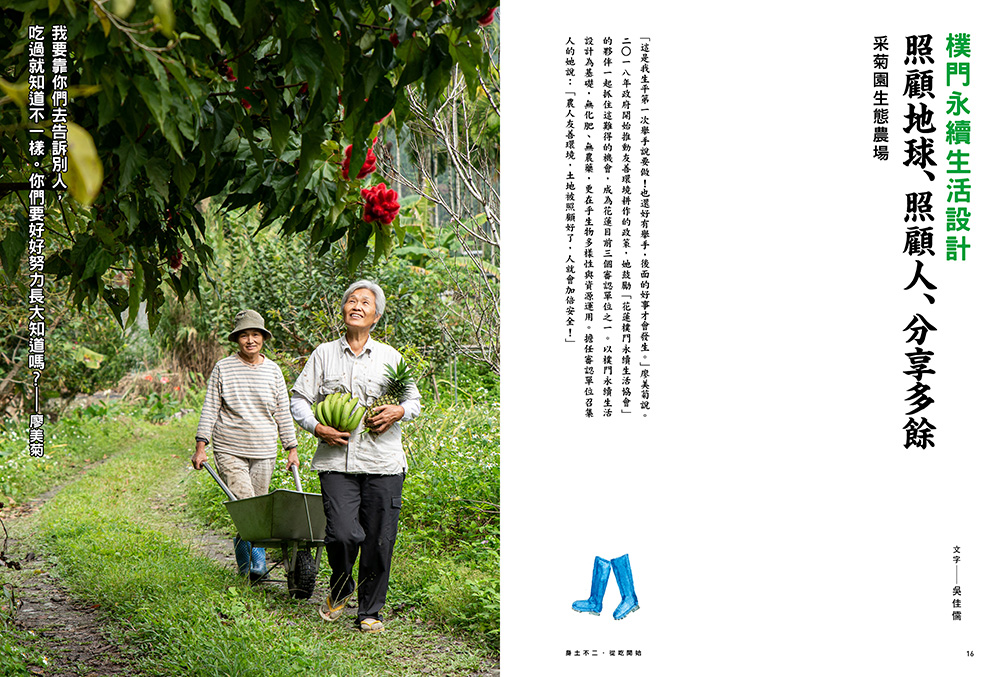 樸門永續生活設計
照顧地球、照顧人、分享多餘
采菊園生態農場
文字——吳佳儒
「這是我生平第一次舉手說要做！也還好有舉手，後面的好事才會發生。」廖美菊說。
二〇一八年政府開始推動友善環境耕作的政策，她鼓勵「花蓮樸門永續生活協會」
的夥伴一起抓住這難得的機會，成為花蓮目前三個審認單位之一。以樸門永續生活
設計為基礎，無化肥、無農藥，更在乎生物多樣性與資源運用。擔任審認單位召集
人的她說：「農人友善環境，土地被照顧好了，人就會加倍安全！」
身土不二．從吃開始
16
我要靠你們去告訴別人，
吃過就知道不一樣。你們要好好努力長大知道嗎？——廖美菊